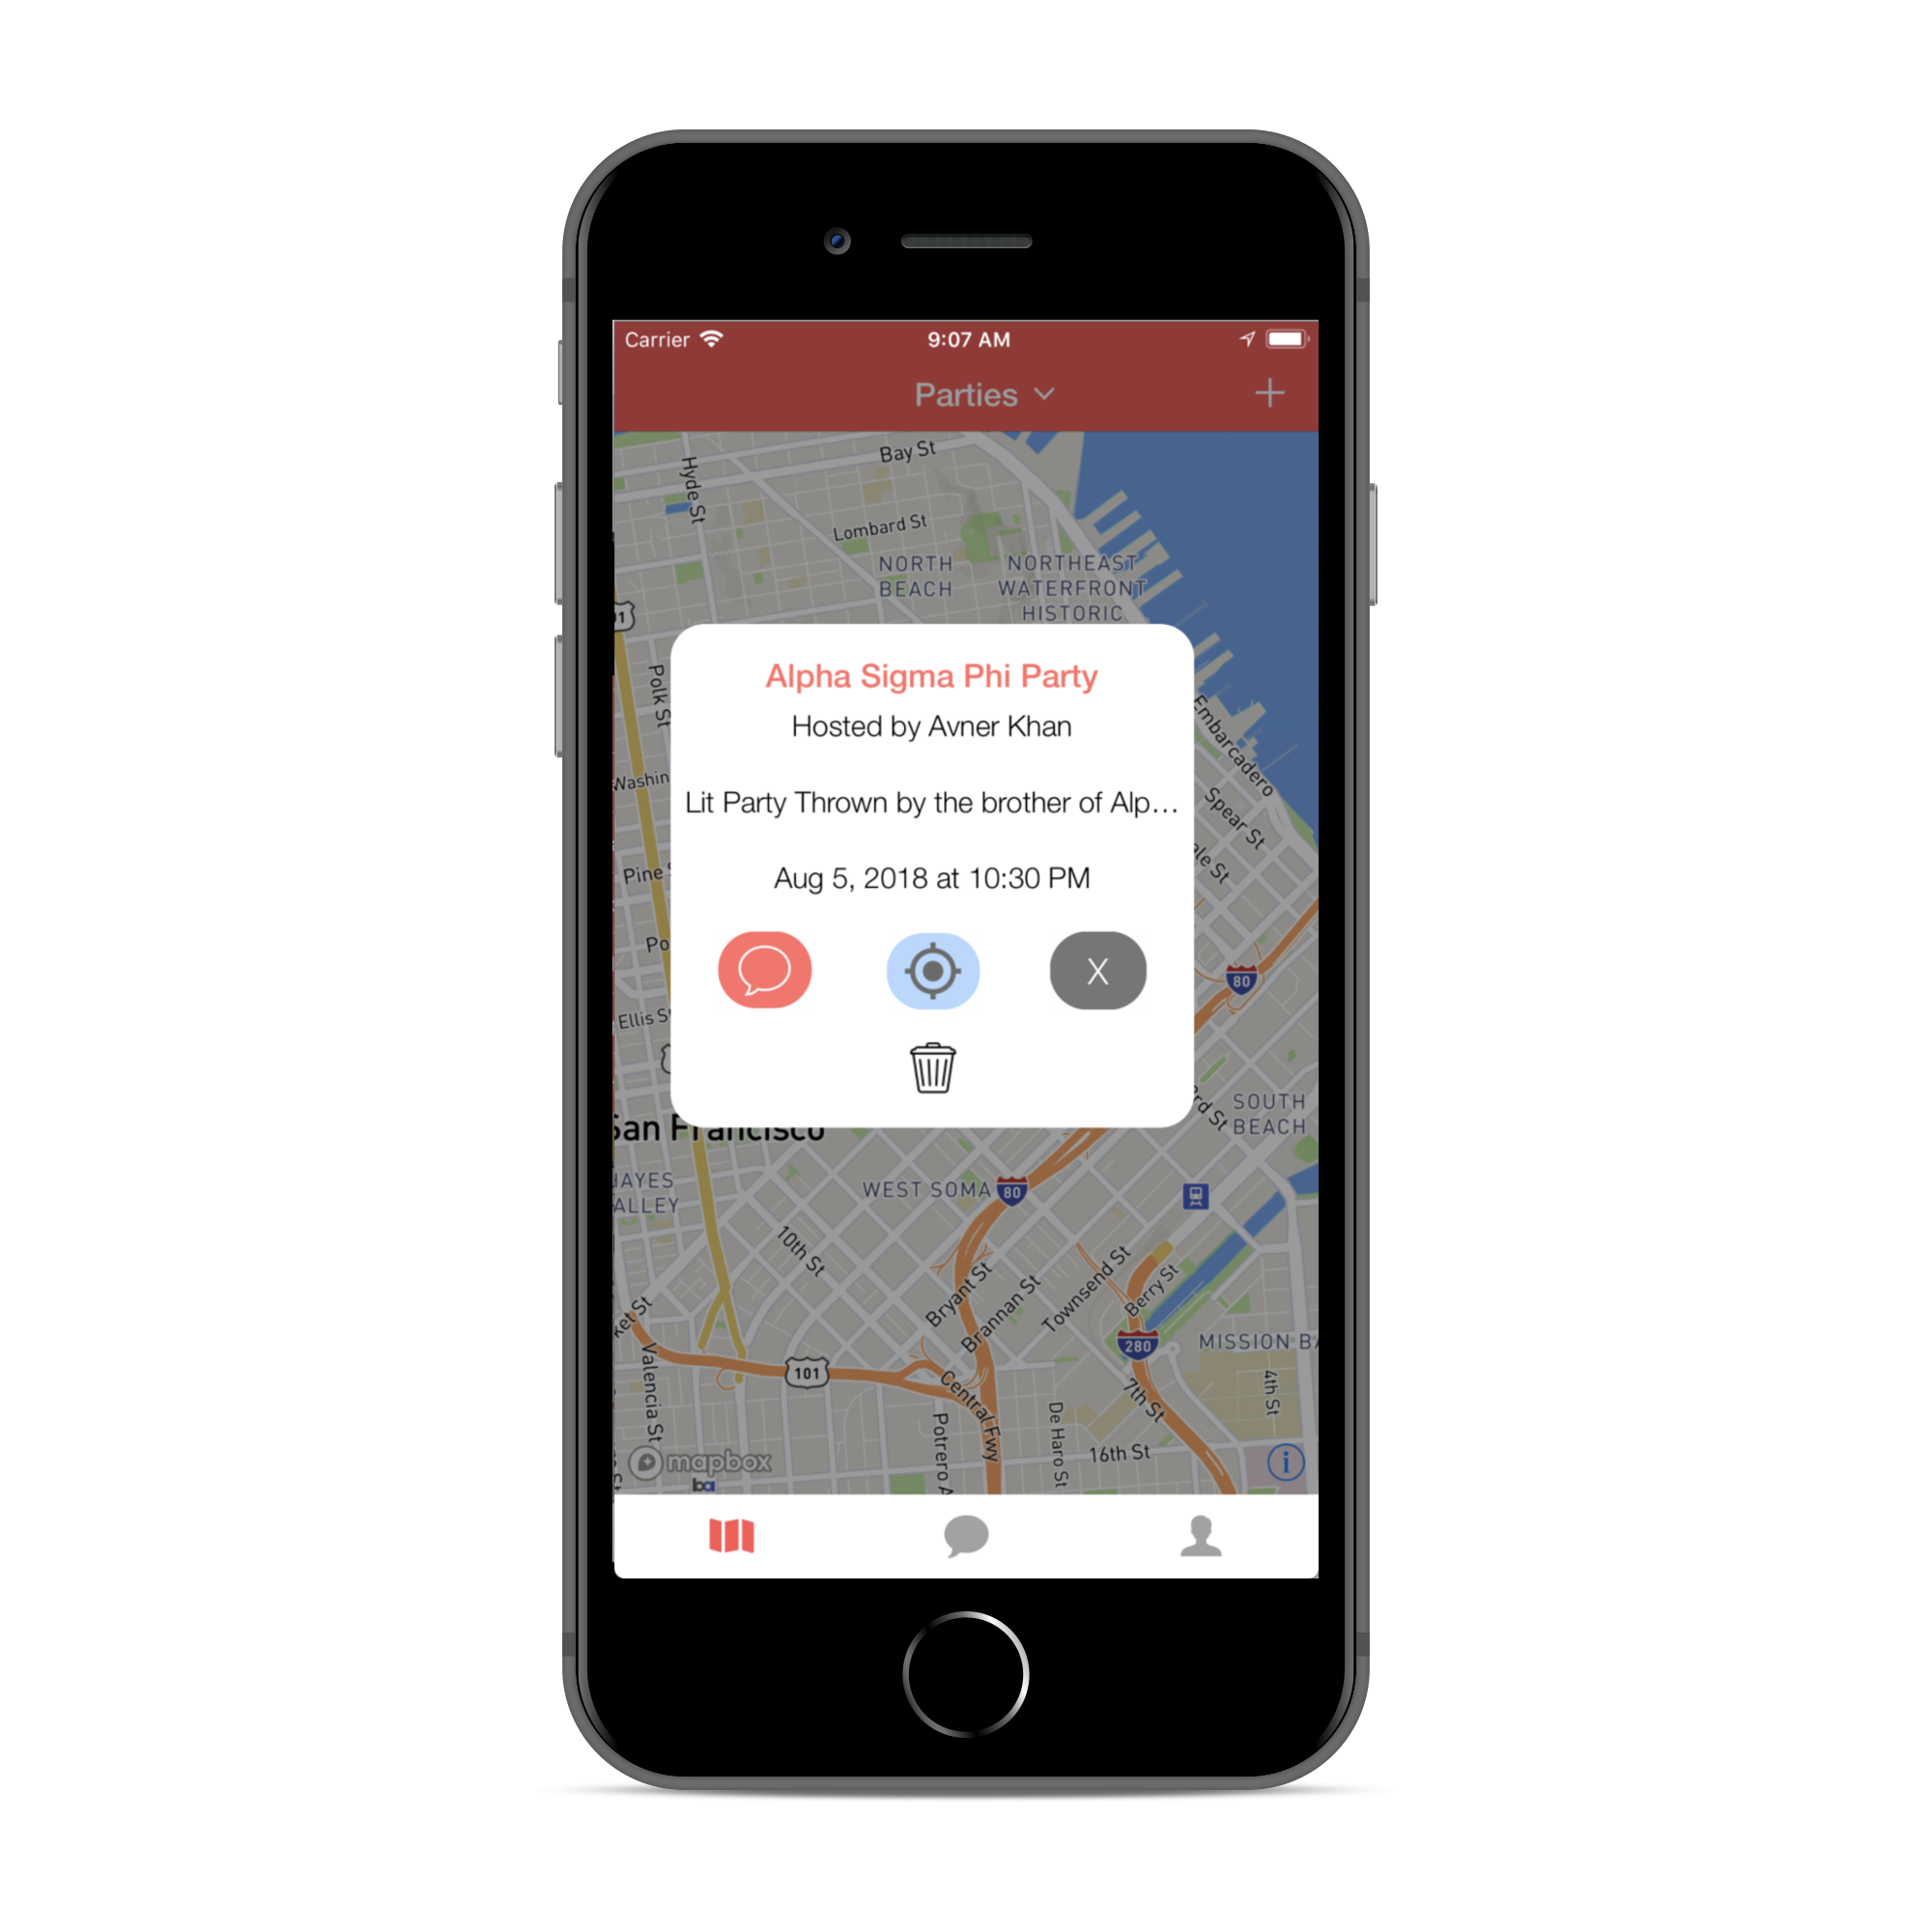 Carrier
9:07 AM
Parties
Bay St
Hyde St
Lombard St
NORTH
BEACH
NORTHEAST
WATERFRONT
HISTORIC
Polk St
Alpha Sigma Phi Party
Hosted by Avner Khan
Lit Party Thrown by the brother of Alp...
Aug 5, 2018 at 10:30 PM
X
Embarcadero
Spear St
Washin
Pine
Po
Ellis S
80
rd St
SOUTH
BEACH
San Francisco
HAYES
ALLEY
WEST SOMA
80
10th St
Bryant St
Brannan St
Townsend St
Berry St
280
MISSION BA
ket St
Valencia St
101
Central Fwy
7th St
4th St
Potrero A
De Haro St
16th St
mapbox
i